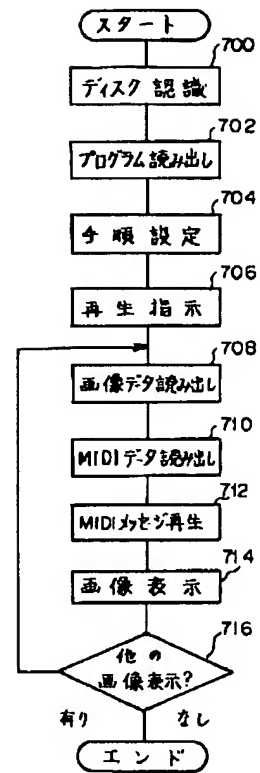 スタート
700
ディスク認識
702
プログラム読み出し
704
手順設定
706
再生指示
708
画像データ読み出し
710
MIDIデータ読み出し
712
MIDIメッセジ再生
714
画像表示
716
他の
画像表示?
有り
なし
エンド